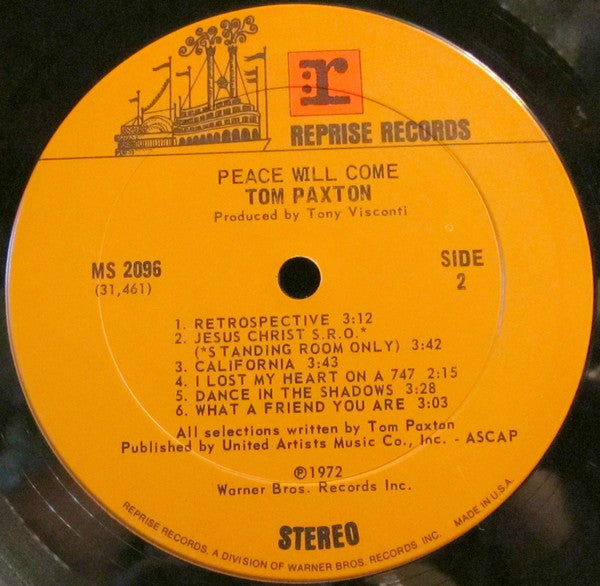 r
REPRISE RECORDS
PEACE WILL COME
TOM PAXTON
Produced by Tony Visconti
MS 2096
(31,461)
SIDE
2
1. RETROSPECTIVE 3:12
2. JESUS CHRIST S.R.O.*
(*STANDING ROOM ONLY) 3:42
3. CALIFORNIA 3:43
4. I LOST MY HEART ON A 747 2:15
5. DANCE IN THE SHADOWS 3:28
6. WHAT A FRIEND YOU ARE 3:03
All selections written by Tom Paxton
Published by United Artists Music Co., Inc. - ASCAP
℗1972
Warner Bros. Records Inc.
STEREO
REPRISE RECORDS, A DIVISION OF WARNER BROS. RECORDS INC. MADE IN U.S.A.